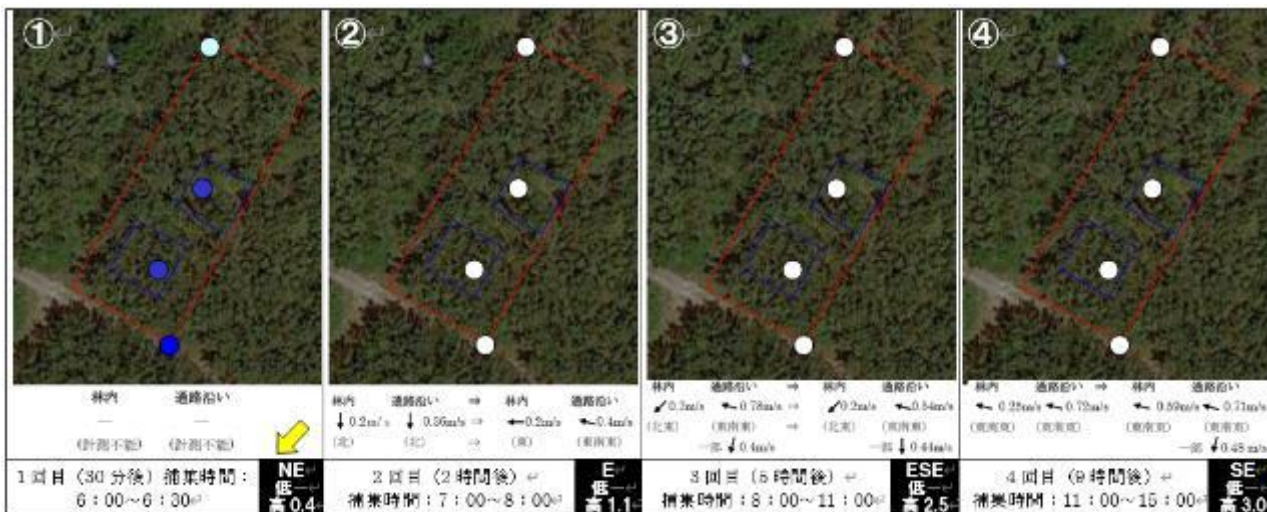 ①
林内 通路沿い
— —
(計測不能) (計測不能)
1回目(30分後) 捕集時間:
6:00~6:30
NE
低—
高0.4
②
林内 通路沿い ⇒ 林内 通路沿い
↓0.2m/s ↓0.36m/s ⇒ ←0.2m/s 0.4m/s
(北) (北) ⇒ (東) (東南東)
2回目(2時間後)
捕集時間:7:00~8:00
E
低—
高1.1
③
林内 通路沿い ⇒ 林内 通路沿い
0.78m/s ⇒ 0.2m/s 0.54m/s
(北東) (東南東) ⇒ (北東) (東南東)
一部 ↓0.4m/s 一部 ↓0.44m/s
3回目(5時間後)
捕集時間:8:00~11:00
ESE
低—
高2.5
④
林内 通路沿い ⇒ 林内 通路沿い
0.72m/s 0.59m/s 0.71m/s
(東南東) (東南東) (東南東) (東南東)
一部 ↓0.48 m/s
4回目(9時間後)
捕集時間:11:00~15:00
SE
低—
高3.0